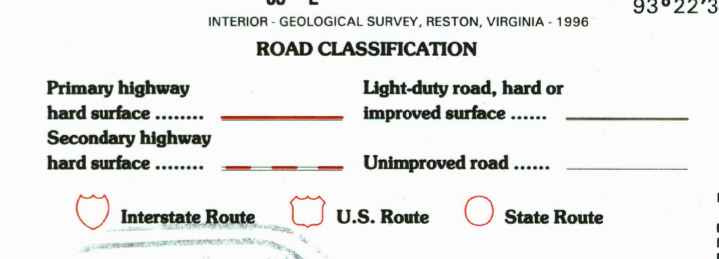 INTERIOR - GEOLOGICAL SURVEY, RESTON, VIRGINIA - 1996
ROAD CLASSIFICATION
Primary highway
hard surface ........
Light-duty road, hard or
improved surface ......
Secondary highway
hard surface ........
Unimproved road ......
Interstate Route
U.S. Route
State Route